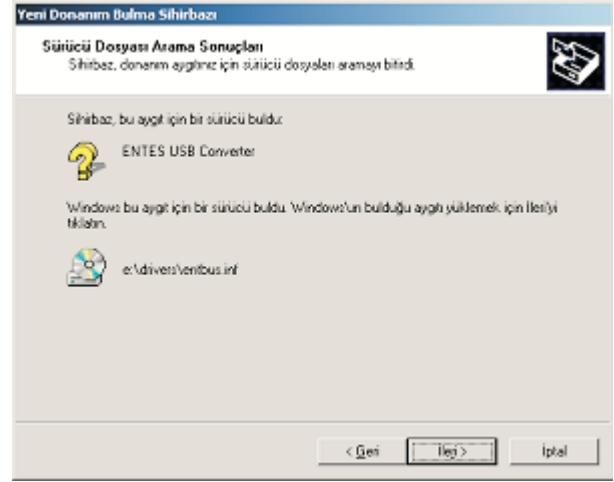 Yeni Donanım Bulma Sihirbazı
Sürücü Dosyası Arama Sonuçları
Sihirbaz, donanım aygıtınız için sürücü dosyaları aramayı bitirdi.
Sihirbaz, bu aygıt için bir sürücü buldu:
ENTES USB Converter
Windows bu aygıt için bir sürücü buldu. Windows'un bulduğu aygıtı yüklemek için İleri'yi
tıklatın.
e:\drivers\entbus.inf
< Geri
İleri >
İptal